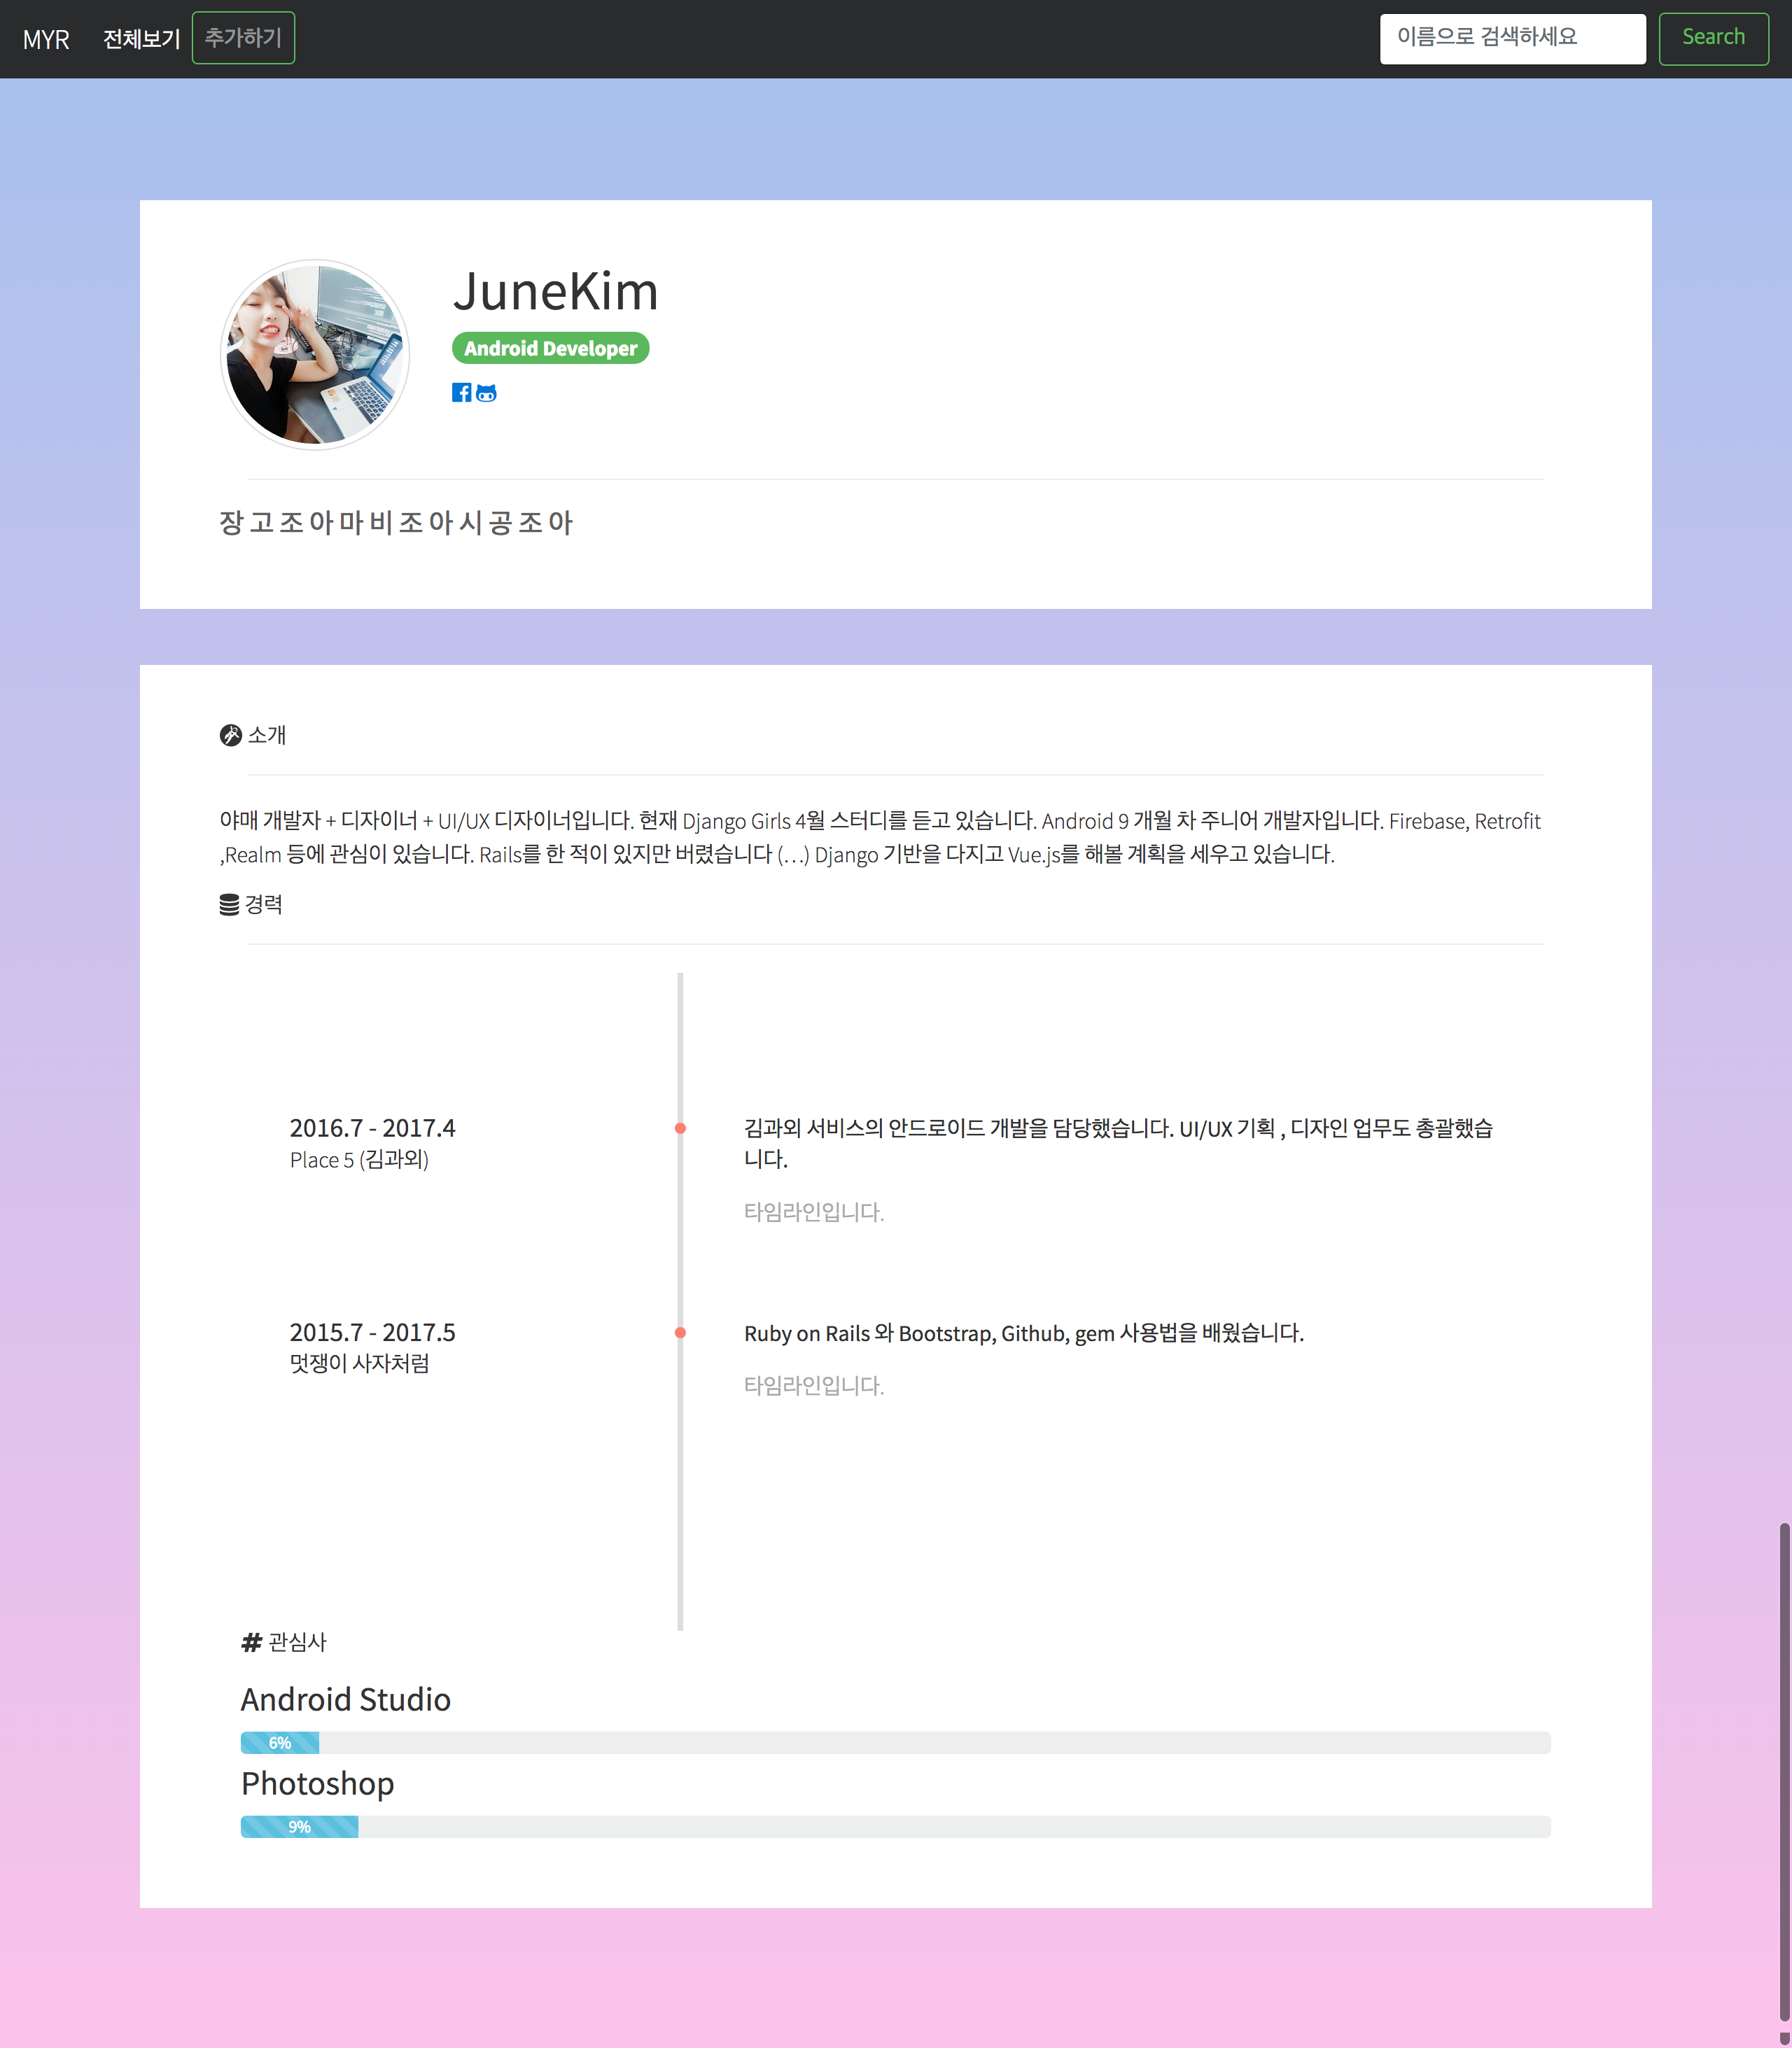 MYR 전체보기 추가하기 이름으로 검색하세요 Search
JuneKim
Android Developer
장고조아마비조아시공조아
소개
야매 개발자 + 디자이너 + UI/UX 디자이너입니다. 현재 Django Girls 4월 스터디를 듣고 있습니다. Android 9 개월 차 주니어 개발자입니다. Firebase, Retrofit
,Realm 등에 관심이 있습니다. Rails를 한 적이 있지만 버렸습니다 (...) Django 기반을 다지고 Vue.js를 해볼 계획을 세우고 있습니다.
경력
2016.7 - 2017.4
Place 5 (김과외)
김과외 서비스의 안드로이드 개발을 담당했습니다. UI/UX 기획 , 디자인 업무도 총괄했습
니다.
타임라인입니다.
2015.7 - 2017.5
멋쟁이 사자처럼
Ruby on Rails 와 Bootstrap, Github, gem 사용법을 배웠습니다.
타임라인입니다.
# 관심사
Android Studio
6%
Photoshop
9%